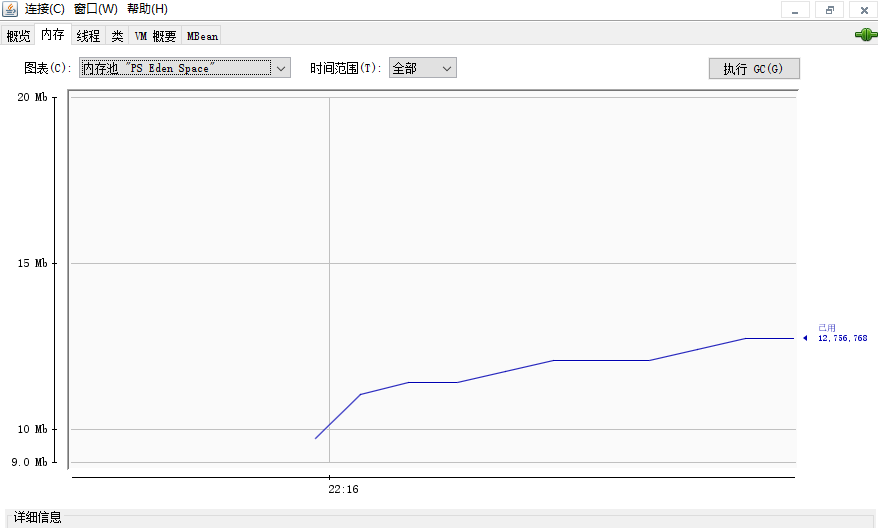 连接(C) 窗口(W) 帮助(H)
概览 内存 线程 类 VM 概要 MBean
图表(C): 内存池 "PS Eden Space" 时间范围(T): 全部 执行 GC(G)
20 Mb
15 Mb
已用
12,756,768
10 Mb
9.0 Mb
22:16
详细信息